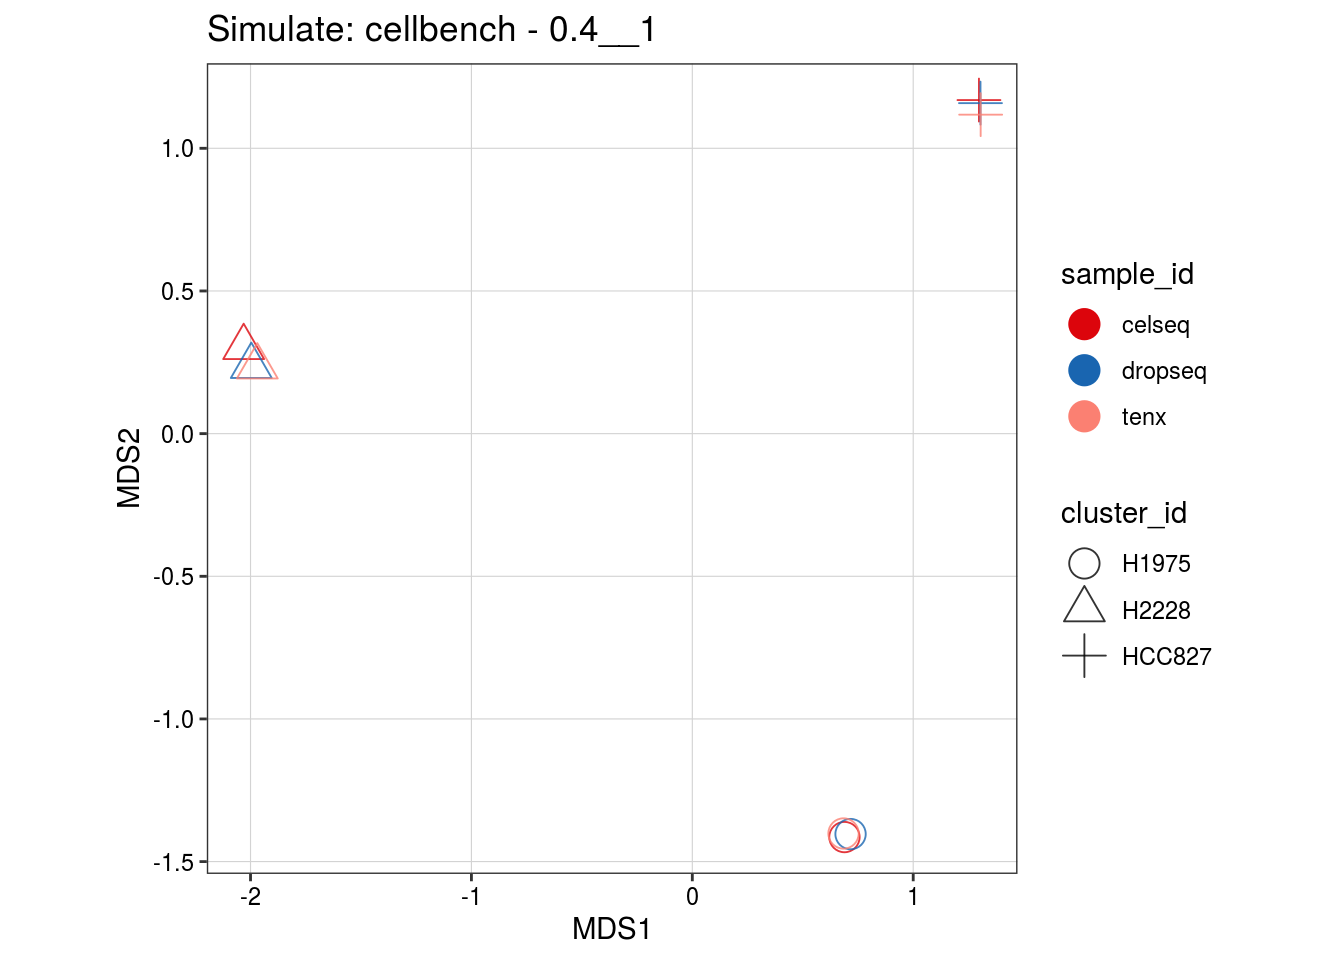 Simulate: cellbench - 0.4__1
MDS2
1.0
0.5
0.0
-0.5
-1.0
-1.5
-2
-1
0
1
MDS1
sample_id
celseq
dropseq
tenx
cluster_id
H1975
H2228
HCC827